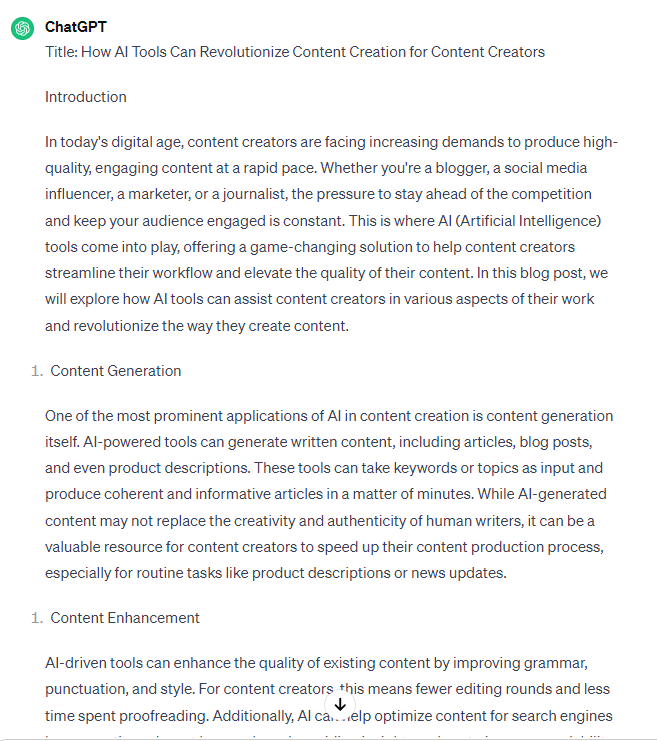 ChatGPT
Title: How AI Tools Can Revolutionize Content Creation for Content Creators
Introduction
In today's digital age, content creators are facing increasing demands to produce high-
quality, engaging content at a rapid pace. Whether you're a blogger, a social media
influencer, a marketer, or a journalist, the pressure to stay ahead of the competition
and keep your audience engaged is constant. This is where AI (Artificial Intelligence)
tools come into play, offering a game-changing solution to help content creators
streamline their workflow and elevate the quality of their content. In this blog post, we
will explore how AI tools can assist content creators in various aspects of their work
and revolutionize the way they create content.
1. Content Generation
One of the most prominent applications of AI in content creation is content generation
itself. AI-powered tools can generate written content, including articles, blog posts,
and even product descriptions. These tools can take keywords or topics as input and
produce coherent and informative articles in a matter of minutes. While AI-generated
content may not replace the creativity and authenticity of human writers, it can be a
valuable resource for content creators to speed up their content production process,
especially for routine tasks like product descriptions or news updates.
1. Content Enhancement
AI-driven tools can enhance the quality of existing content by improving grammar,
punctuation, and style. For content creators, this means fewer editing rounds and less
time spent proofreading. Additionally, AI can help optimize content for search engines